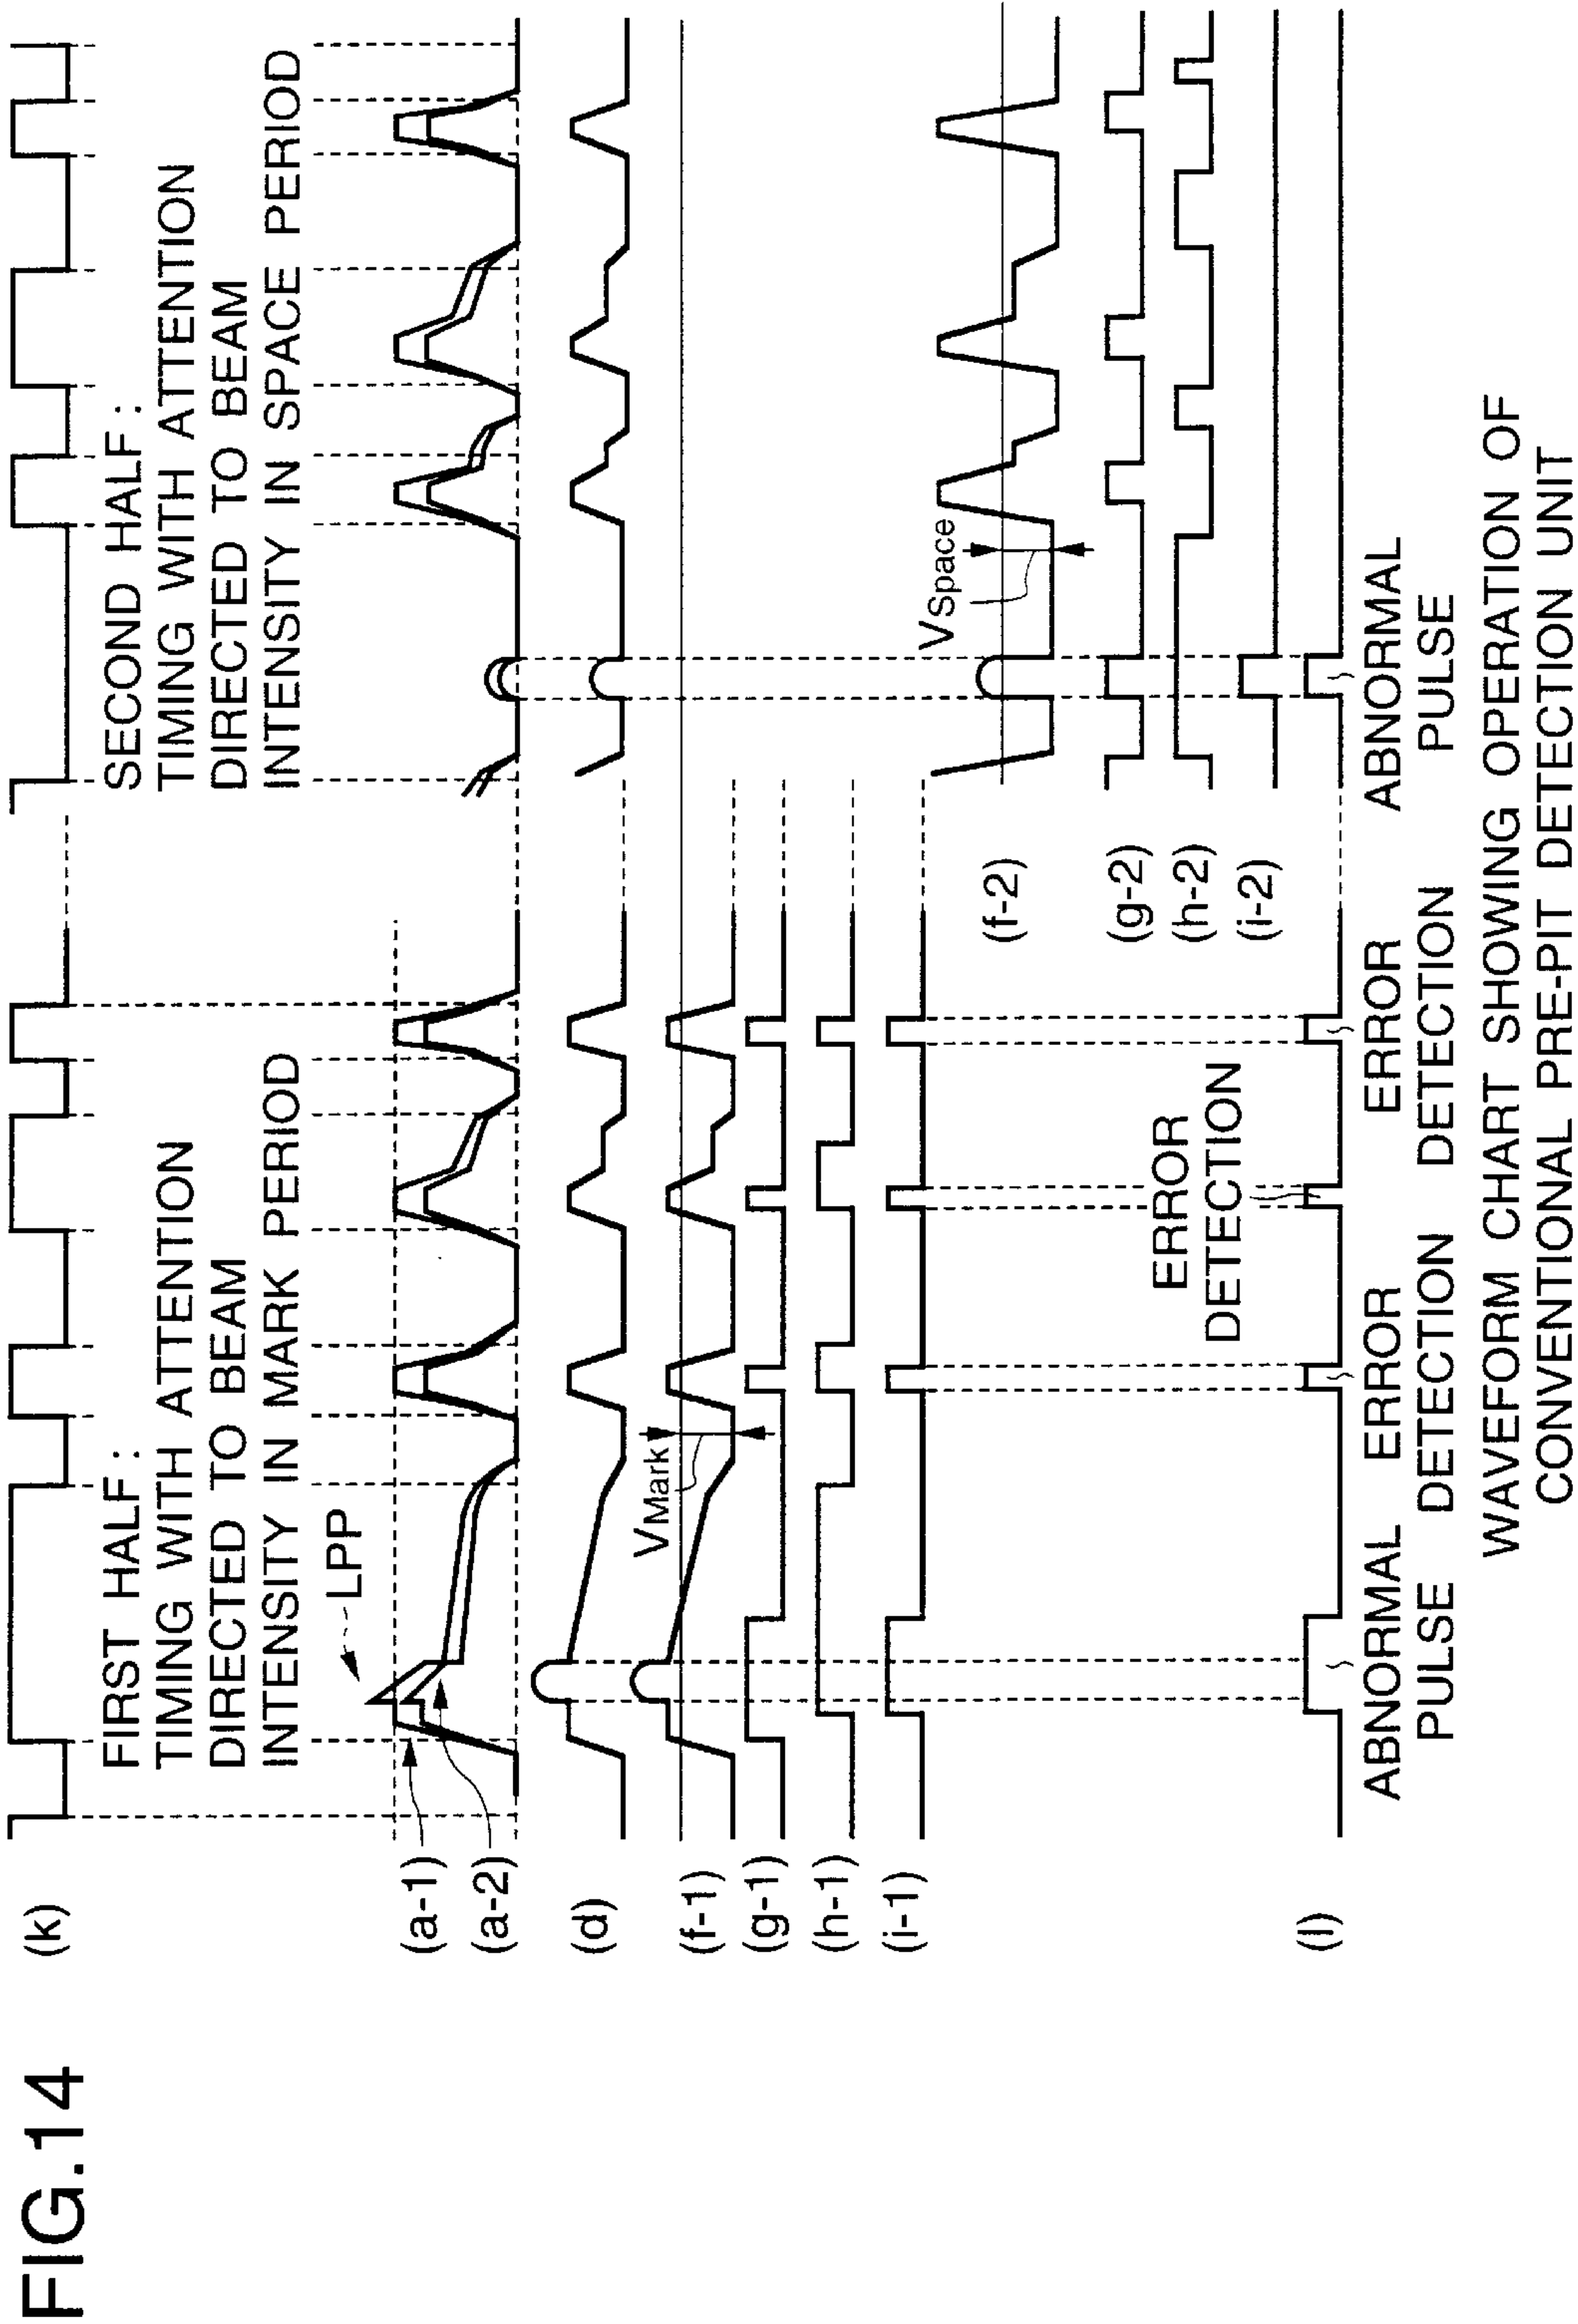 FIG.14
(k)
FIRST HALF :
TIMING WITH ATTENTION
DIRECTED TO BEAM
INTENSITY IN MARK PERIOD
SECOND HALF :
TIMING WITH ATTENTION
DIRECTED TO BEAM
INTENSITY IN SPACE PERIOD
LPP
(a-1)
(a-2)
(d)
VMark
(f-1)
(g-1)
(h-1)
(i-1)
VSpace
(f-2)
(g-2)
(h-2)
(i-2)
ERROR
DETECTION
(l)
ABNORMAL
PULSE
ERROR
DETECTION
ERROR
DETECTION
ABNORMAL
PULSE
WAVEFORM CHART SHOWING OPERATION OF
CONVENTIONAL PRE-PIT DETECTION UNIT